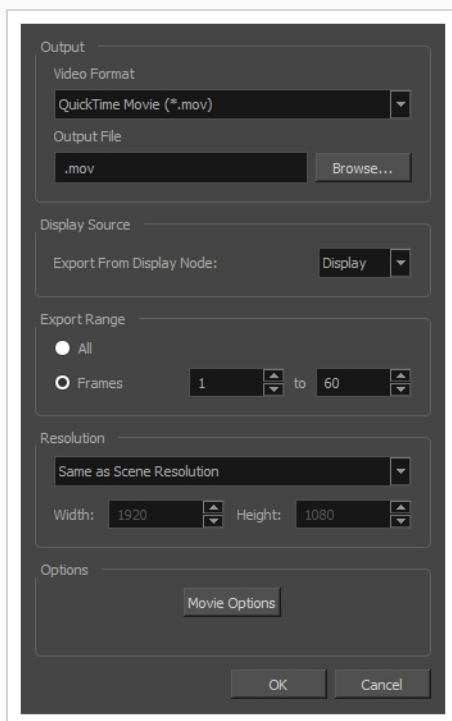 Output
Video Format
QuickTime Movie (*.mov)
Output File
.mov Browse...
Display Source
Export From Display Node: Display
Export Range
All
Frames 1 to 60
Resolution
Same as Scene Resolution
Width: 1920 Height: 1080
Options
Movie Options
OK Cancel